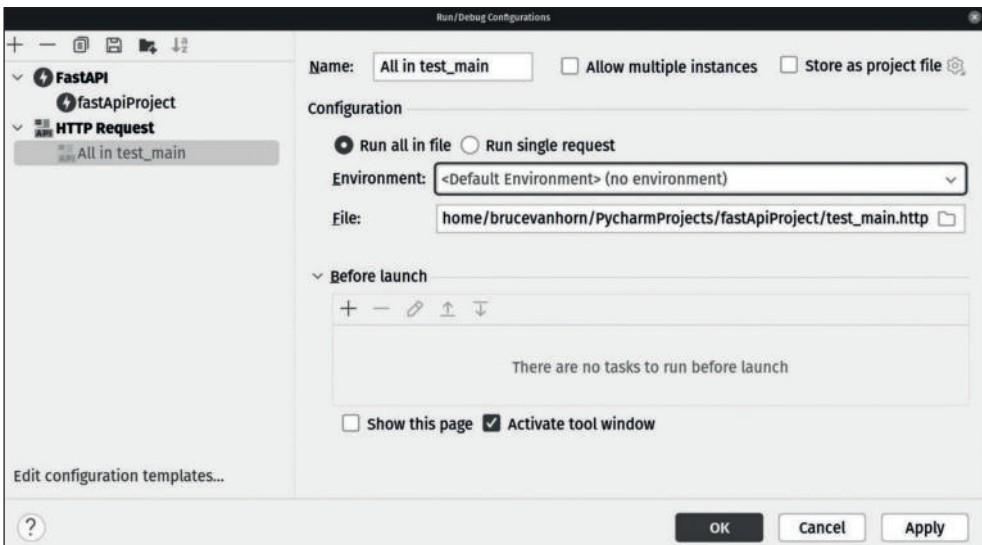 Run/Debug Configurations
FastAPI
fastApiProject
HTTP Request
All in test_main
Edit configuration templates...
Name: All in test_main Allow multiple instances Store as project file
Configuration
Run all in file Run single request
Environment: <Default Environment> (no environment)
File: home/brucevanhorn/PycharmProjects/fastApiProject/test_main.http
Before launch
There are no tasks to run before launch
Show this page Activate tool window
? OK Cancel Apply